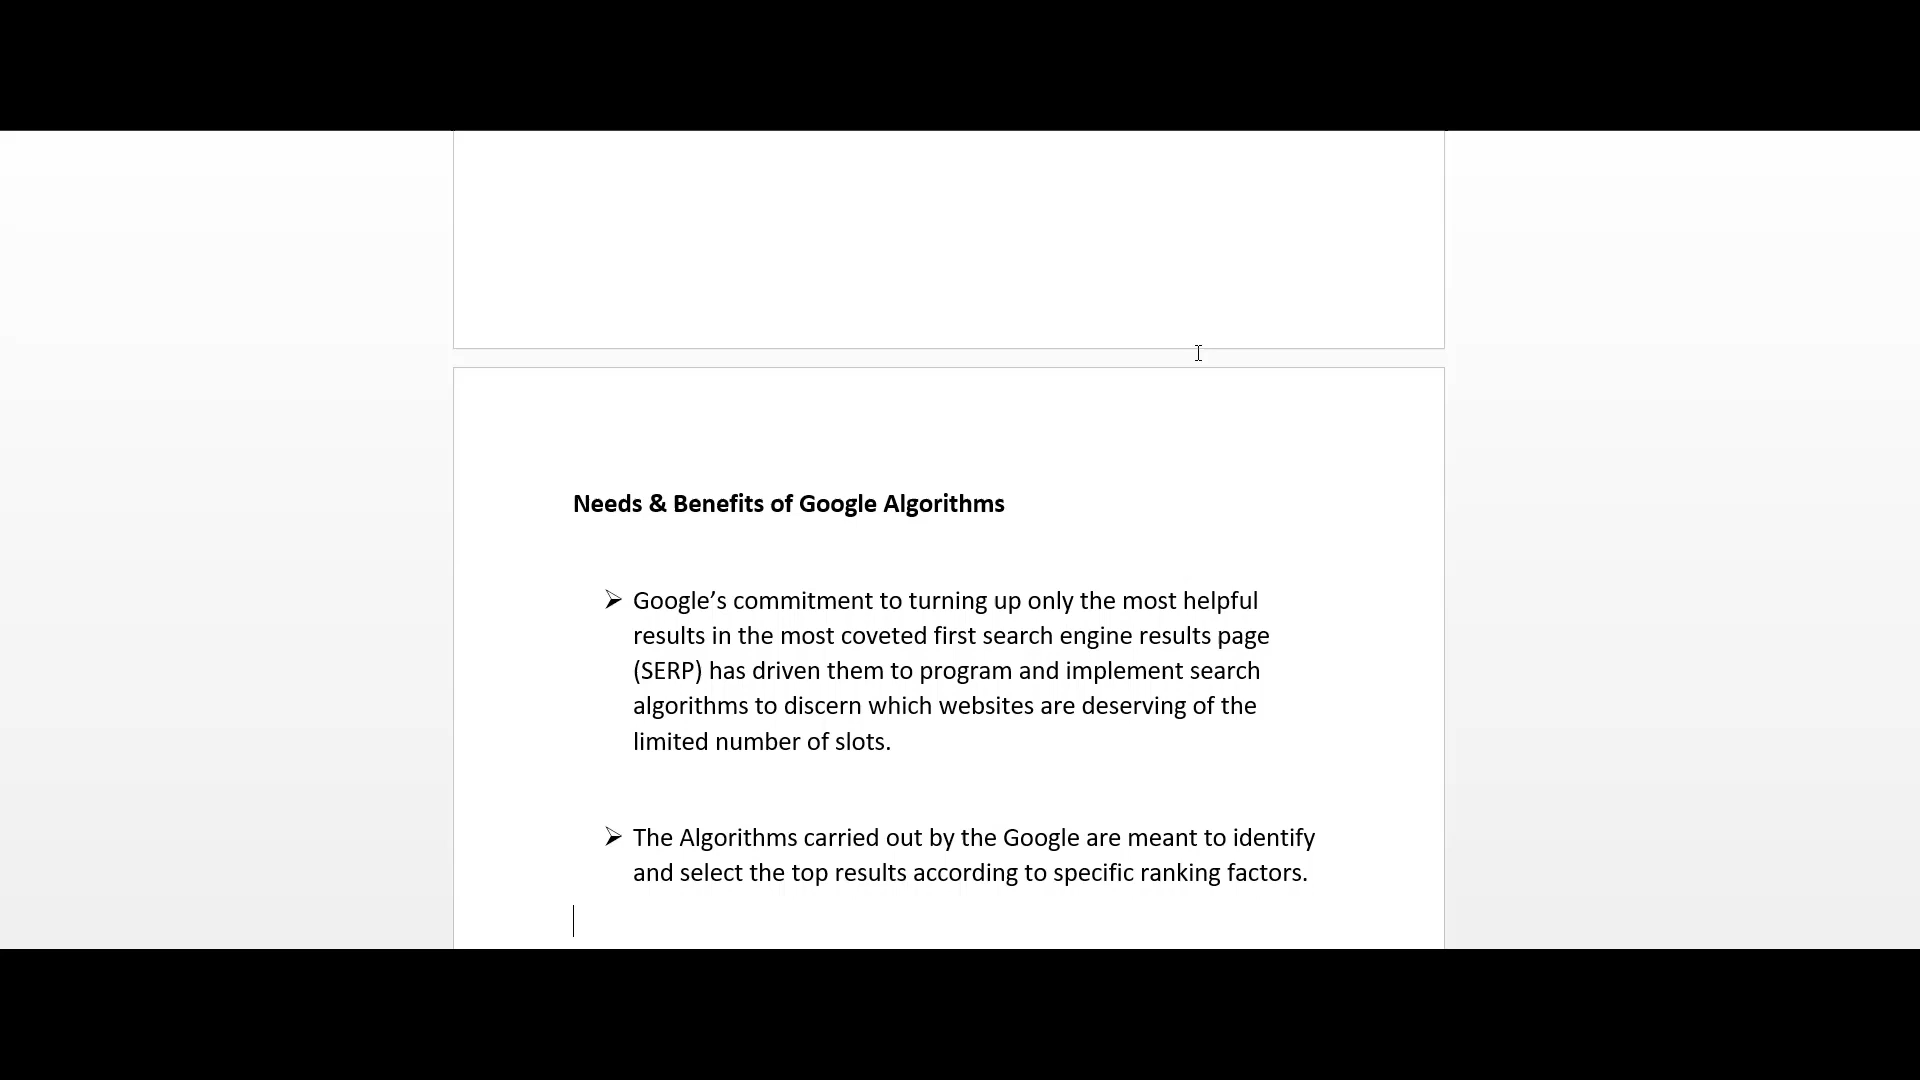 Needs & Benefits of Google Algorithms
➢ Google’s commitment to turning up only the most helpful
results in the most coveted first search engine results page
(SERP) has driven them to program and implement search
algorithms to discern which websites are deserving of the
limited number of slots.
➢ The Algorithms carried out by the Google are meant to identify
and select the top results according to specific ranking factors.